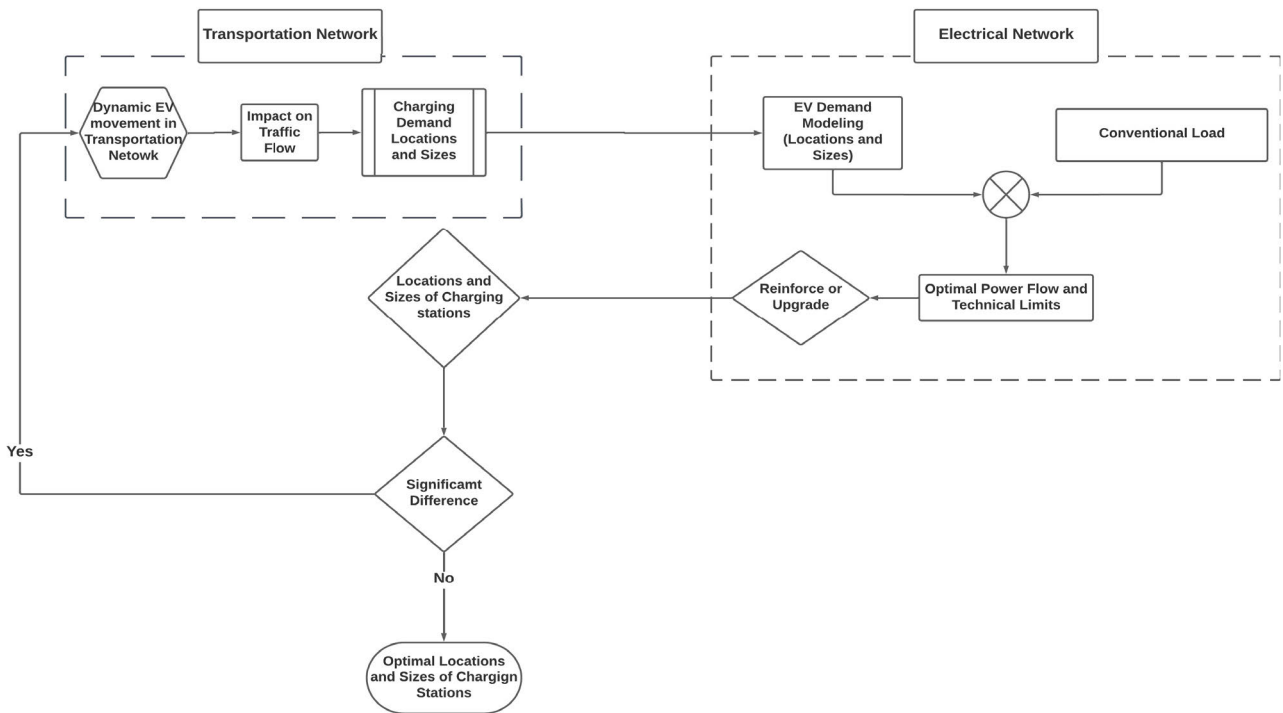 Transportation Network
Electrical Network
Dynamic EV
movement in
Transportation
Netowk
Impact on
Traffic
Flow
Charging
Demand
Locations
and Sizes
EV Demand
Modeling
(Locations and
Sizes)
Conventional Load
Locations and
Sizes of Charging
stations
Reinforce or
Upgrade
Optimal Power Flow and
Technical Limits
Yes
Significamt
Difference
No
Optimal Locations
and Sizes of Chargign
Stations